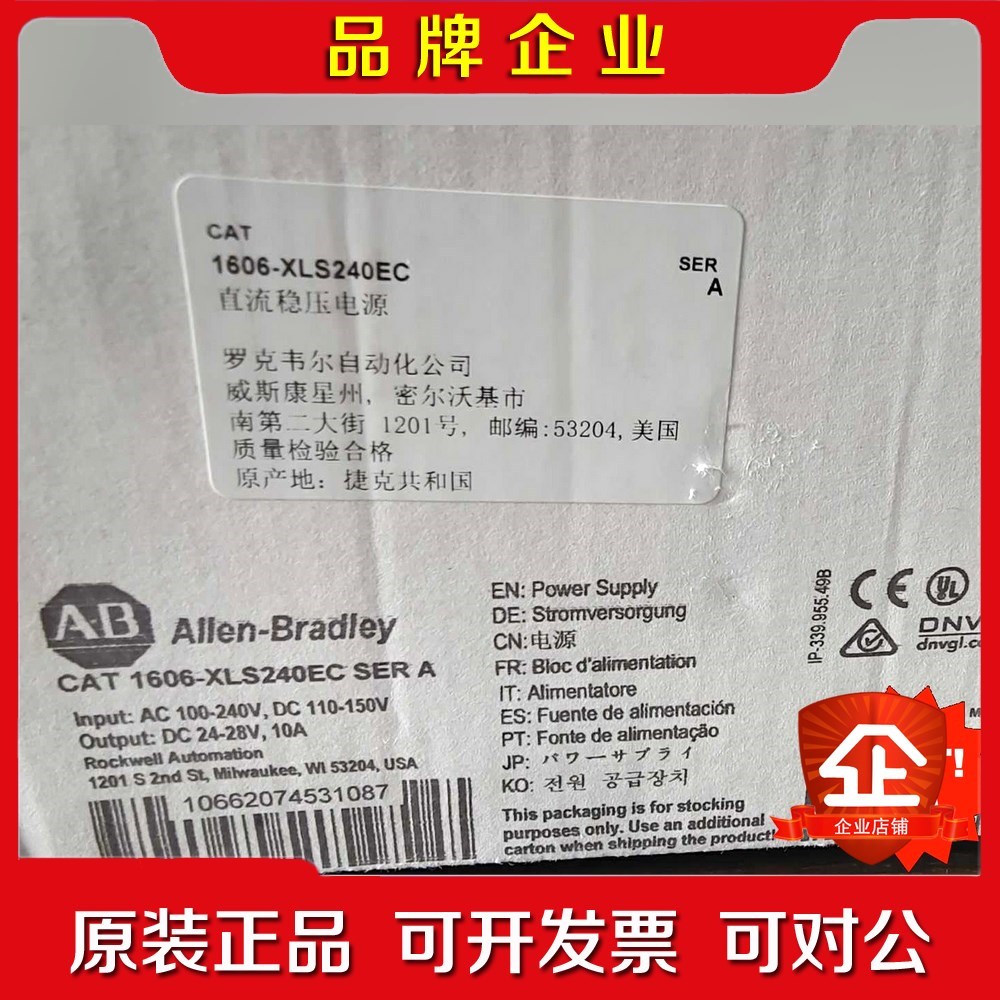 品牌企业
CAT
1606-XLS240EC
SER
A
直流稳压电源
罗克韦尔自动化公司
威斯康星州, 密尔沃基市
南第二大街 1201号, 邮编:53204,美国
质量检验合格
原产地: 捷克共和国
AB Allen-Bradley
CAT 1606-XLS240EC SER A
Input: AC 100-240V, DC 110-150V
Output: DC 24-28V, 10A
Rockwell Automation
1201 S 2nd St, Milwaukee, WI 53204, USA
10662074531087
EN: Power Supply
DE: Stromversorgung
CN:电源
FR: Bloc d'alimentation
IT: Alimentatore
ES: Fuente de alimentación
PT: Fonte de alimentação
JP: パワーサプライ
KO: 전원 공급장치
This packaging is for stocking
purposes only. Use an additional
carton when shipping the product!
IP-339.955.49B
CE UL
DNV
dnvgl.c
企
企业店铺
原装正品 可开发票 可对公